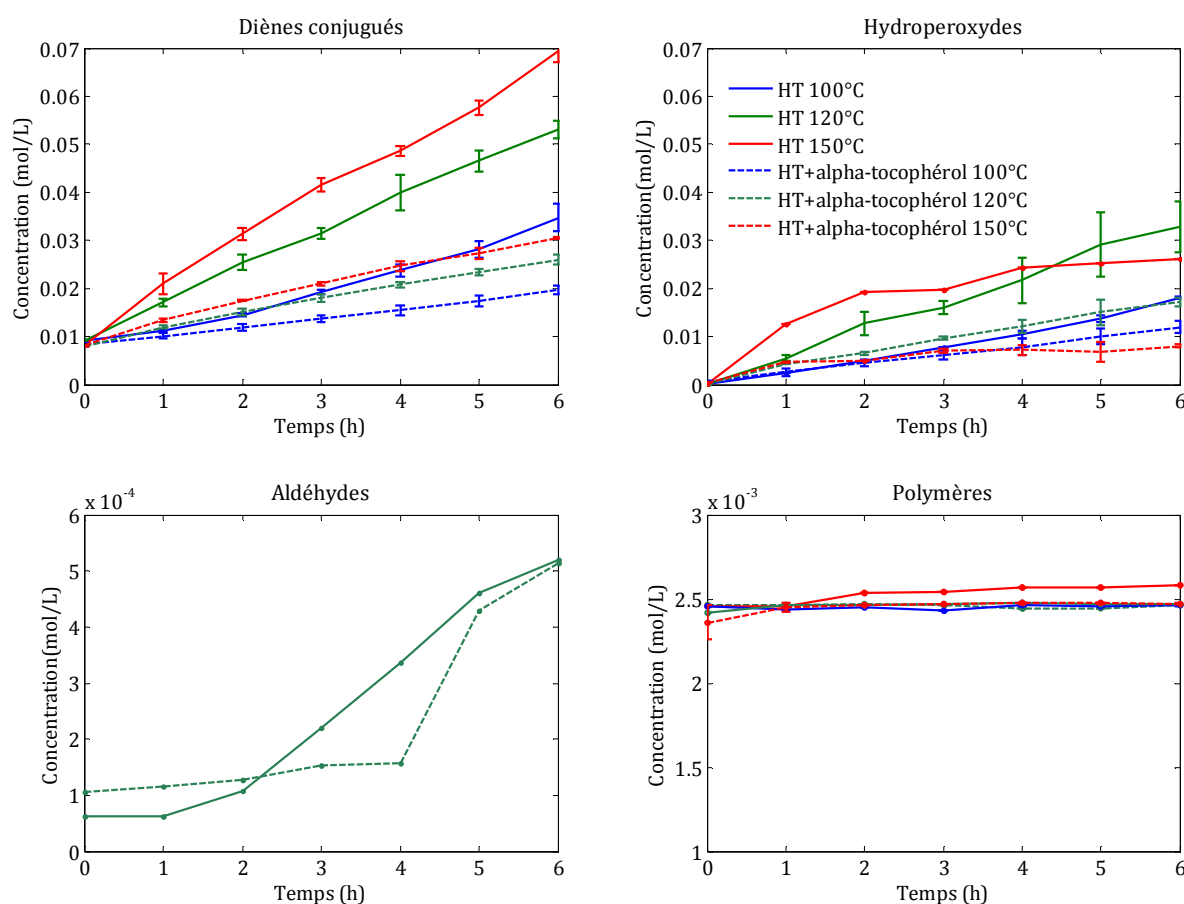 Diènes conjugués
0.07
0.06
0.05
0.04
0.03
0.02
0.01
0
Concentration (mol/L)
0 1 2 3 4 5 6
Temps (h)
Hydroperoxydes
0.07
0.06
0.05
0.04
0.03
0.02
0.01
0
Concentration(mol/L)
HT 100°C
HT 120°C
HT 150°C
HT+alpha-tocophérol 100°C
HT+alpha-tocophérol 120°C
HT+alpha-tocophérol 150°C
0 1 2 3 4 5 6
Temps (h)
Aldéhydes
x 10-4
6
5
4
3
2
1
0
Concentration(mol/L)
0 1 2 3 4 5 6
Temps (h)
Polymères
x 10-3
3
2.5
2
1.5
1
Concentration (mol/L)
0 1 2 3 4 5 6
Temps (h)